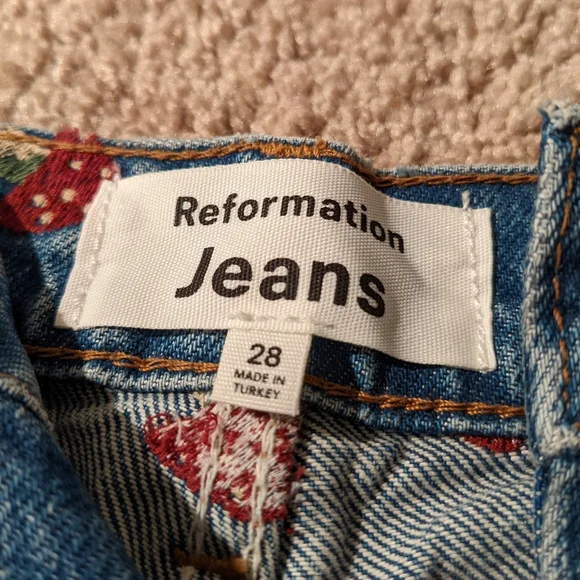 Reformation
Jeans
28
MADE IN
TURKEY